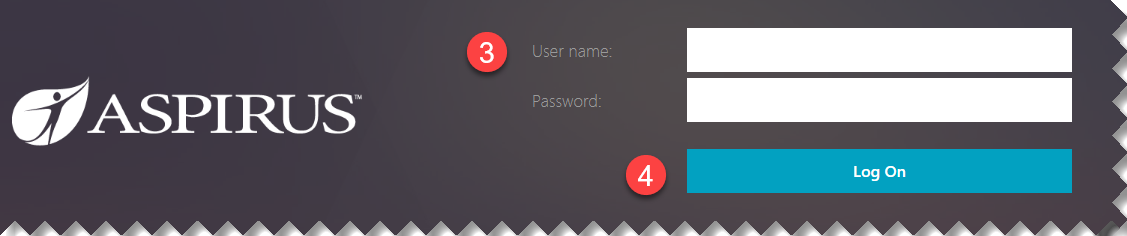 3 User name:
Password:
ASPIRUS™
4 Log On